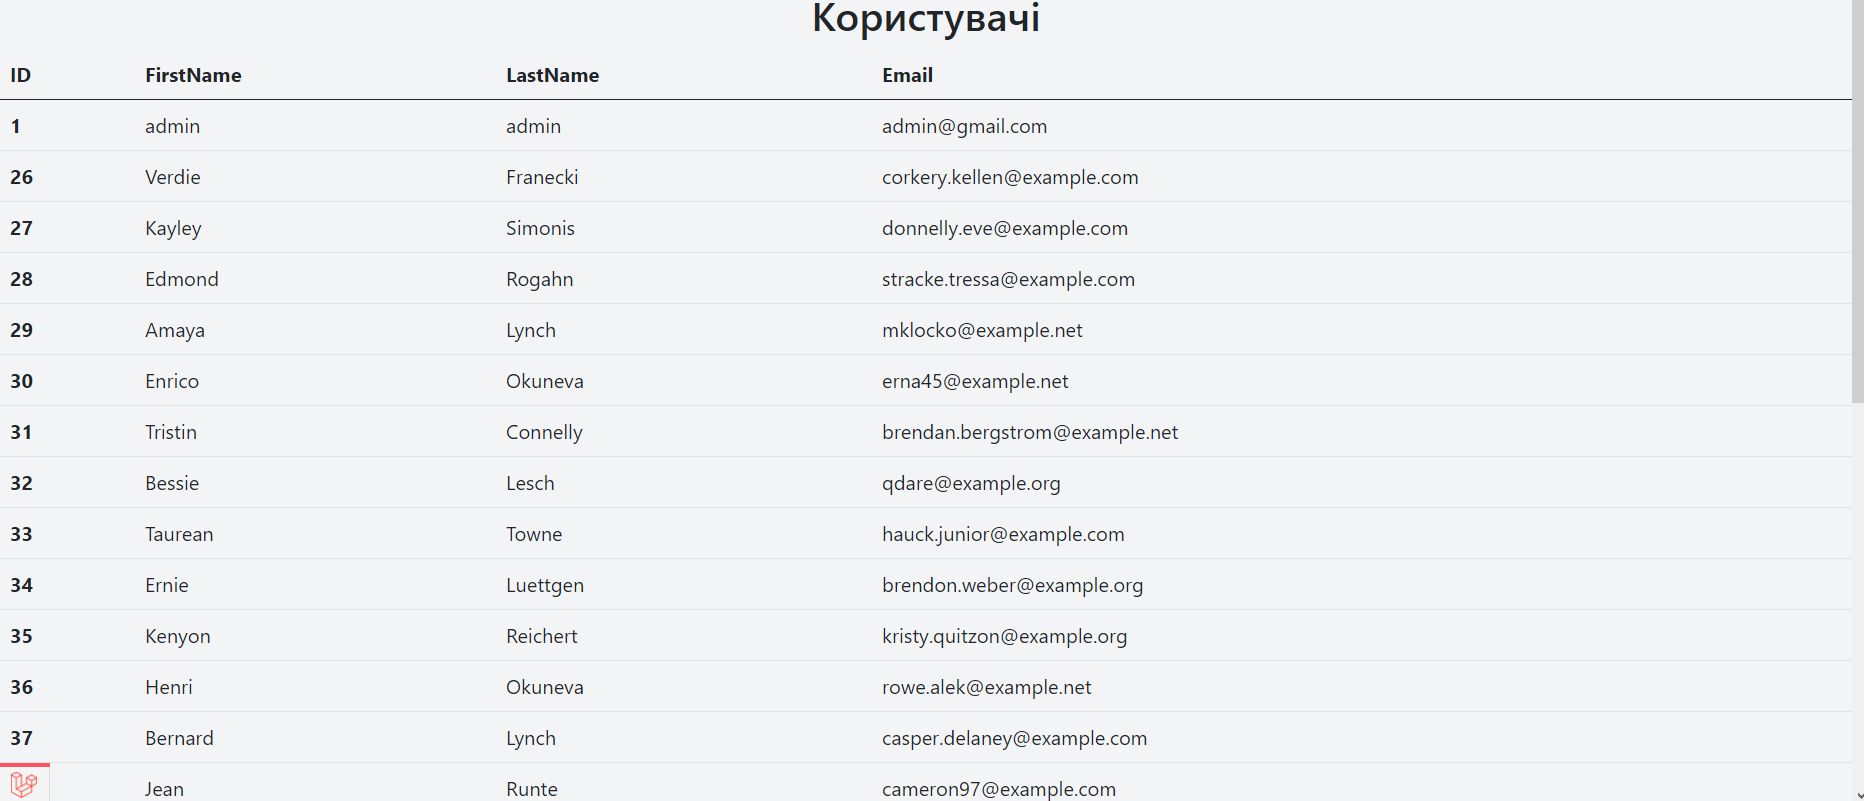 Користувачі
ID FirstName LastName Email
1 admin admin admin@gmail.com
26 Verdie Franecki corkery.kellen@example.com
27 Kayley Simonis donnelly.eve@example.com
28 Edmond Rogahn stracke.tressa@example.com
29 Amaya Lynch mklocko@example.net
30 Enrico Okuneva erna45@example.net
31 Tristin Connelly brendan.bergstrom@example.net
32 Bessie Lesch qdare@example.org
33 Taurean Towne hauck.junior@example.com
34 Ernie Luettgen brendon.weber@example.org
35 Kenyon Reichert kristy.quitzon@example.org
36 Henri Okuneva rowe.alek@example.net
37 Bernard Lynch casper.delaney@example.com
Jean Runte cameron97@example.com